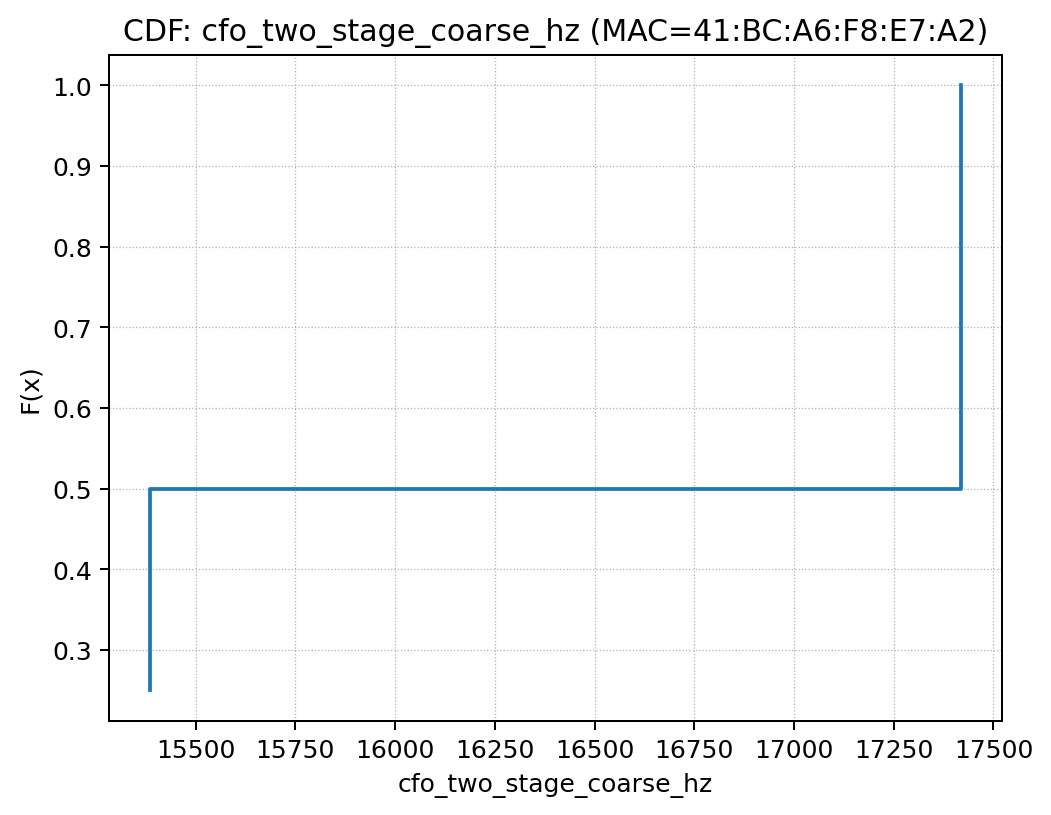 CDF: cfo_two_stage_coarse_hz (MAC=41:BC:A6:F8:E7:A2)
1.0
0.9
0.8
0.7
0.6
0.5
0.4
0.3
F(x)
15500 15750 16000 16250 16500 16750 17000 17250 17500
cfo_two_stage_coarse_hz